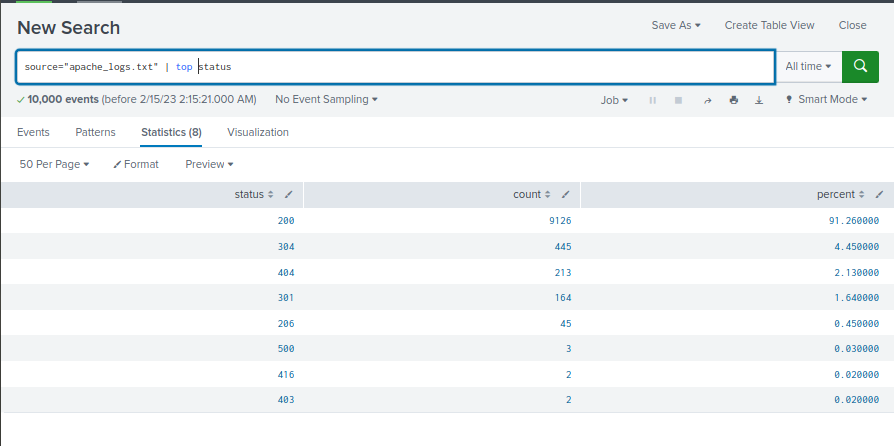 New Search
Save As Create Table View Close
source="apache_logs.txt" | top status
All time
10,000 events (before 2/15/23 2:15:21.000 AM) No Event Sampling
Job Smart Mode
Events Patterns Statistics (8) Visualization
50 Per Page Format Preview
status count percent
200 9126 91.260000
304 445 4.450000
404 213 2.130000
301 164 1.640000
206 45 0.450000
500 3 0.030000
416 2 0.020000
403 2 0.020000